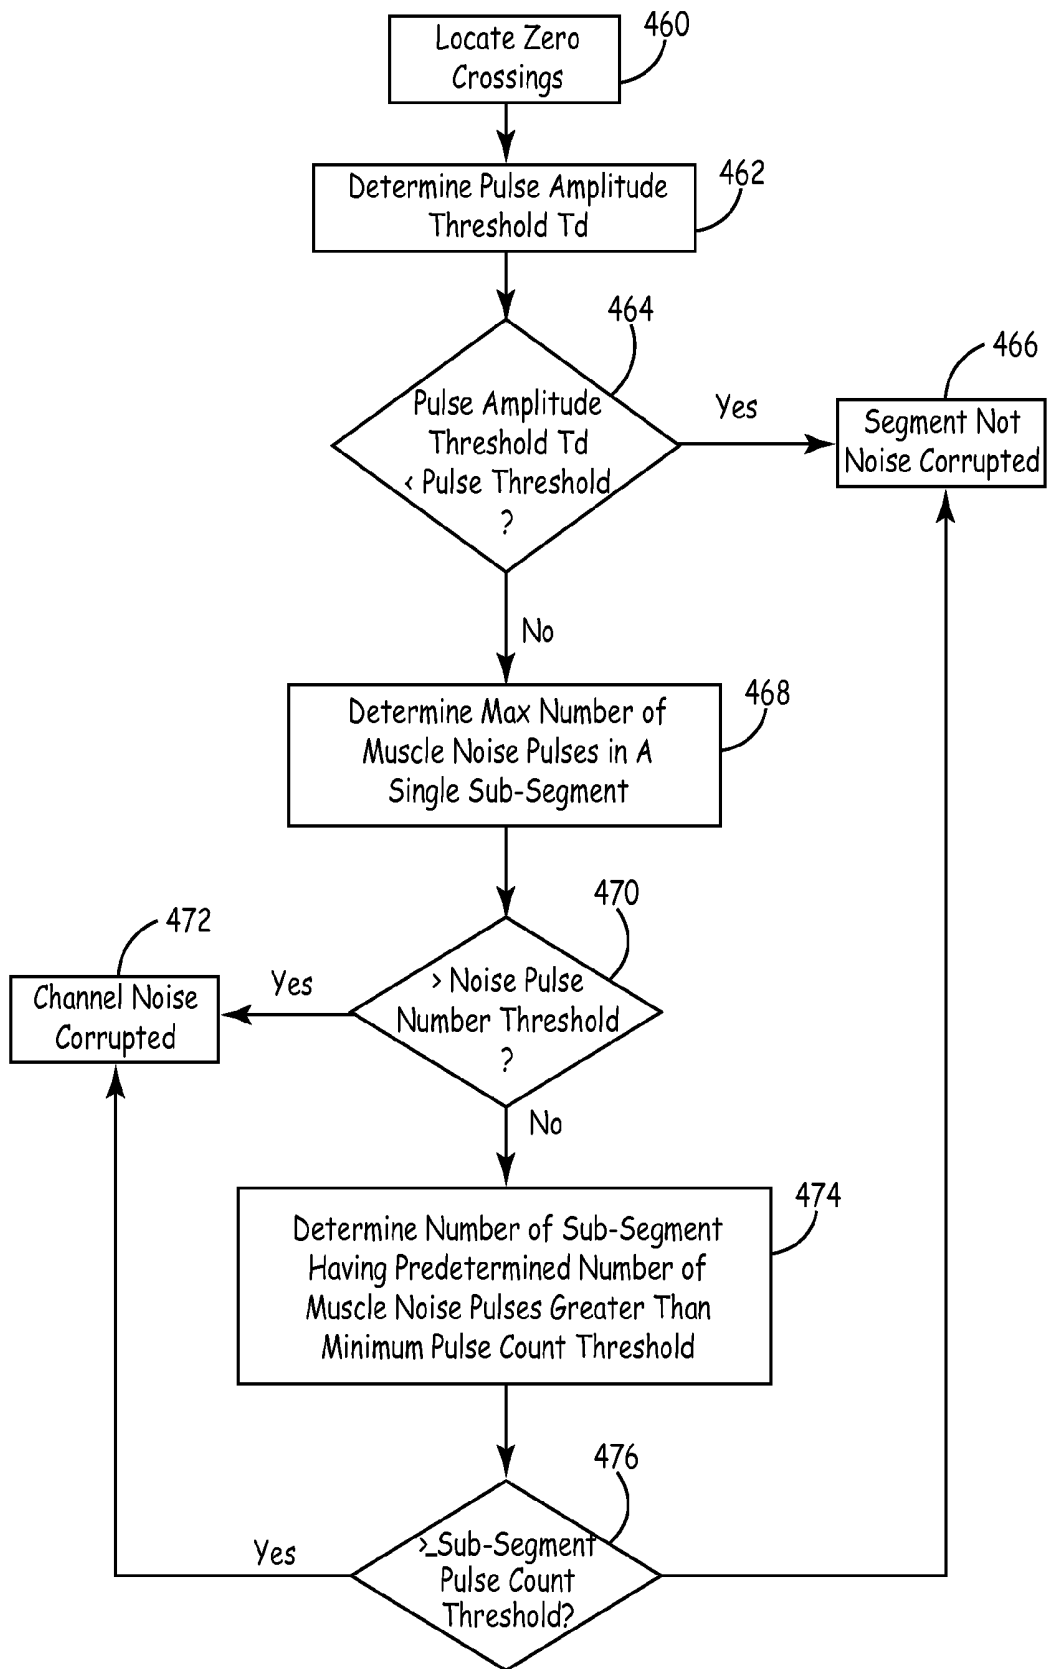 460
Locate Zero
Crossings
462
Determine Pulse Amplitude
Threshold Td
464
Pulse Amplitude
Threshold Td
< Pulse Threshold
?
Yes
466
Segment Not
Noise Corrupted
No
468
Determine Max Number of
Muscle Noise Pulses in A
Single Sub-Segment
470
> Noise Pulse
Number Threshold
?
Yes
472
Channel Noise
Corrupted
No
474
Determine Number of Sub-Segment
Having Predetermined Number of
Muscle Noise Pulses Greater Than
Minimum Pulse Count Threshold
476
>_Sub-Segment
Pulse Count
Threshold?
Yes